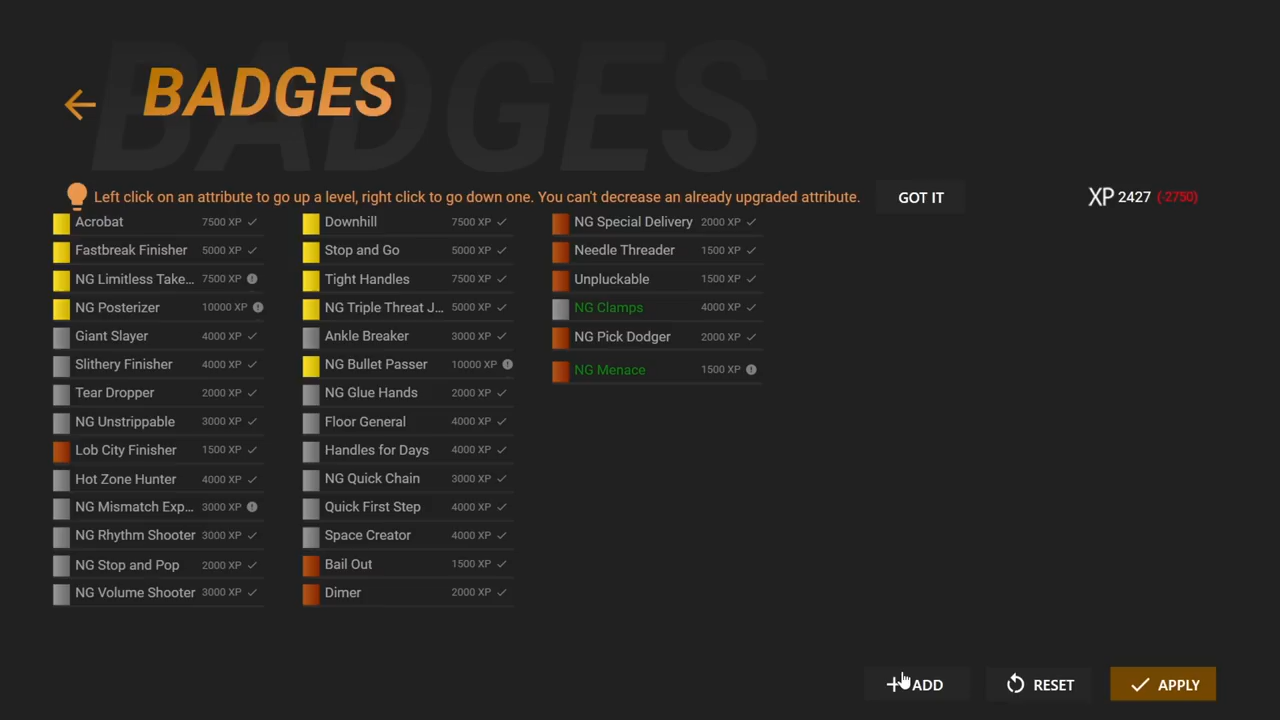 BADGES
BADGES
Left click on an attribute to go up a level, right click to go down one. You can't decrease an already upgraded attribute.
GOT IT
XP 2427 (-2750)
Acrobat 7500 XP
Fastbreak Finisher 5000 XP
NG Limitless Take... 7500 XP
NG Posterizer 10000 XP
Giant Slayer 4000 XP
Slithery Finisher 4000 XP
Tear Dropper 2000 XP
NG Unstrippable 3000 XP
Lob City Finisher 1500 XP
Hot Zone Hunter 4000 XP
NG Mismatch Exp... 3000 XP
NG Rhythm Shooter 3000 XP
NG Stop and Pop 2000 XP
NG Volume Shooter 3000 XP
Downhill 7500 XP
Stop and Go 5000 XP
Tight Handles 7500 XP
NG Triple Threat J... 5000 XP
Ankle Breaker 3000 XP
NG Bullet Passer 10000 XP
NG Glue Hands 2000 XP
Floor General 4000 XP
Handles for Days 4000 XP
NG Quick Chain 3000 XP
Quick First Step 4000 XP
Space Creator 4000 XP
Bail Out 1500 XP
Dimer 2000 XP
NG Special Delivery 2000 XP
Needle Threader 1500 XP
Unpluckable 1500 XP
NG Clamps 4000 XP
NG Pick Dodger 2000 XP
NG Menace 1500 XP
ADD
RESET
APPLY